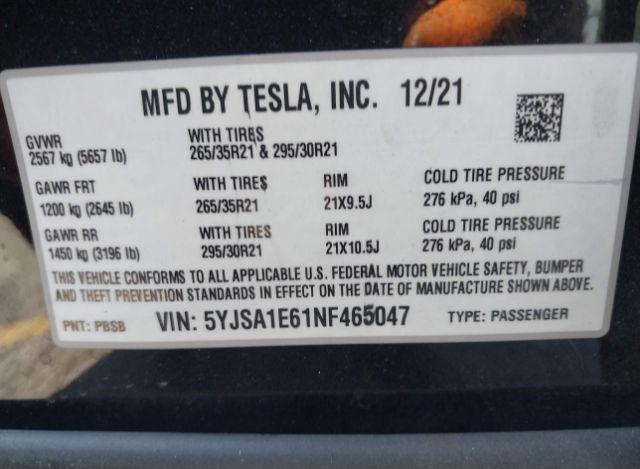 MFD BY TESLA, INC. 12/21
GVWR
2567 kg (5657 lb)
WITH TIRES
265/35R21 & 295/30R21
GAWR FRT
1200 kg (2645 lb)
WITH TIRES
265/35R21
RIM
21X9.5J
COLD TIRE PRESSURE
276 kPa, 40 psi
GAWR RR
1450 kg (3196 lb)
WITH TIRES
295/30R21
RIM
21X10.5J
COLD TIRE PRESSURE
276 kPa, 40 psi
THIS VEHICLE CONFORMS TO ALL APPLICABLE U.S. FEDERAL MOTOR VEHICLE SAFETY, BUMPER
AND THEFT PREVENTION STANDARDS IN EFFECT ON THE DATE OF MANUFACTURE SHOWN ABOVE.
PNT: PBSB VIN: 5YJSA1E61NF465047 TYPE: PASSENGER